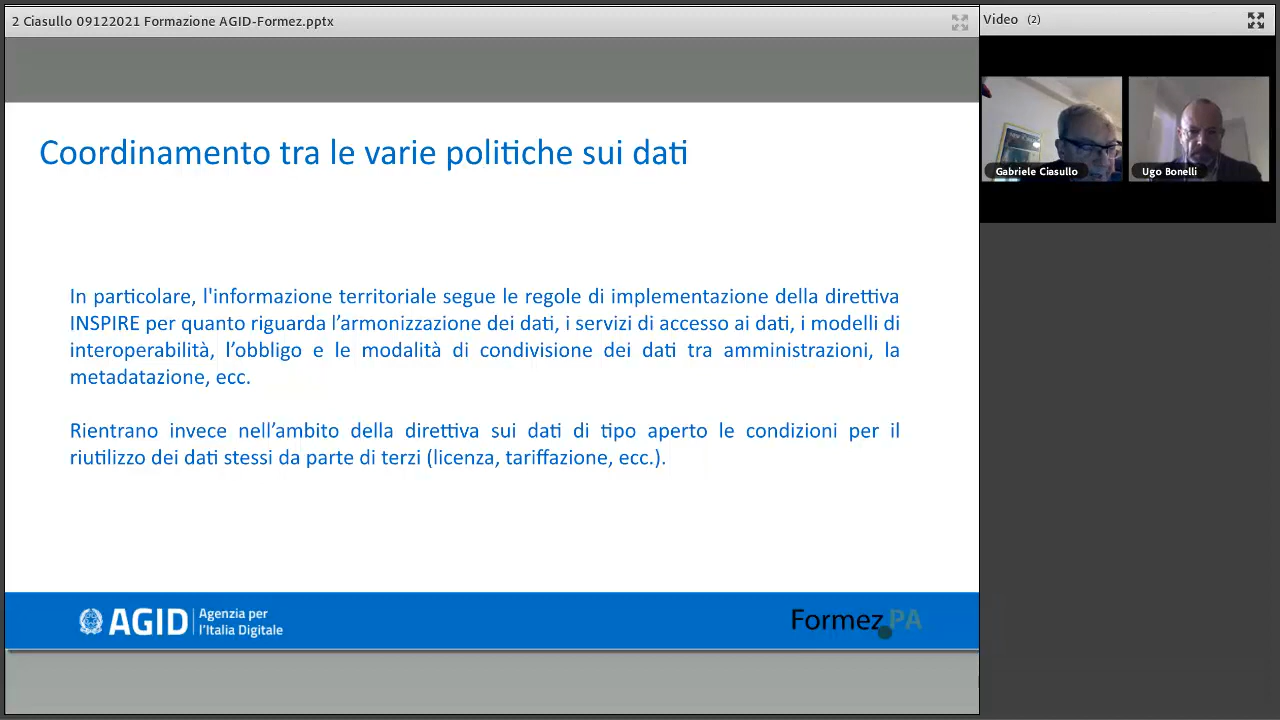 2 Ciasullo 09122021 Formazione AGID-Formez.pptx
Video (2)
Gabriele Ciasullo
Ugo Bonelli
Coordinamento tra le varie politiche sui dati
In particolare, l'informazione territoriale segue le regole di implementazione della direttiva
INSPIRE per quanto riguarda l’armonizzazione dei dati, i servizi di accesso ai dati, i modelli di
interoperabilità, l’obbligo e le modalità di condivisione dei dati tra amministrazioni, la
metadatazione, ecc.
Rientrano invece nell’ambito della direttiva sui dati di tipo aperto le condizioni per il
riutilizzo dei dati stessi da parte di terzi (licenza, tariffazione, ecc.).
AGID
Agenzia per
l’Italia Digitale
Formez PA